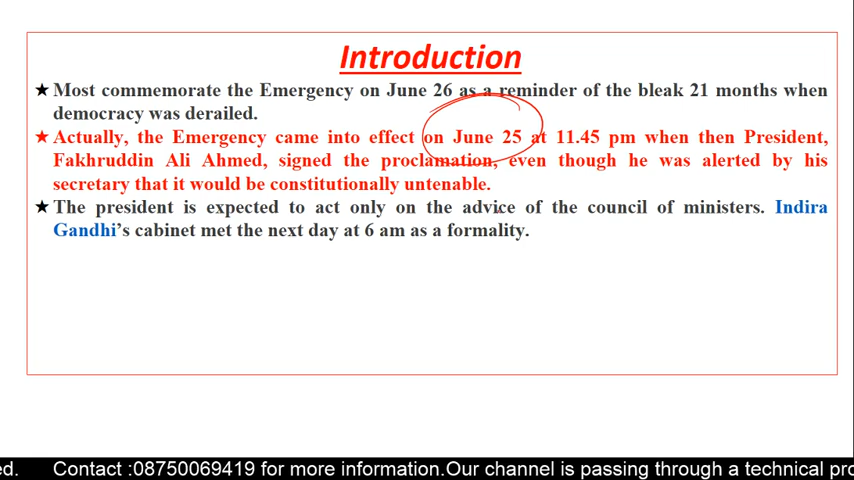 Introduction
★ Most commemorate the Emergency on June 26 as a reminder of the bleak 21 months when
democracy was derailed.
★ Actually, the Emergency came into effect on June 25 at 11.45 pm when then President,
Fakhruddin Ali Ahmed, signed the proclamation, even though he was alerted by his
secretary that it would be constitutionally untenable.
★ The president is expected to act only on the advice of the council of ministers. Indira
Gandhi’s cabinet met the next day at 6 am as a formality.
ed. Contact :08750069419 for more information.Our channel is passing through a technical pro